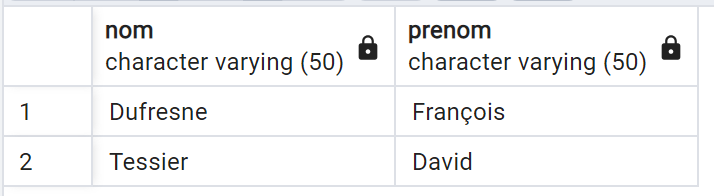 nom prenom
character varying (50) character varying (50)
1 Dufresne François
2 Tessier David